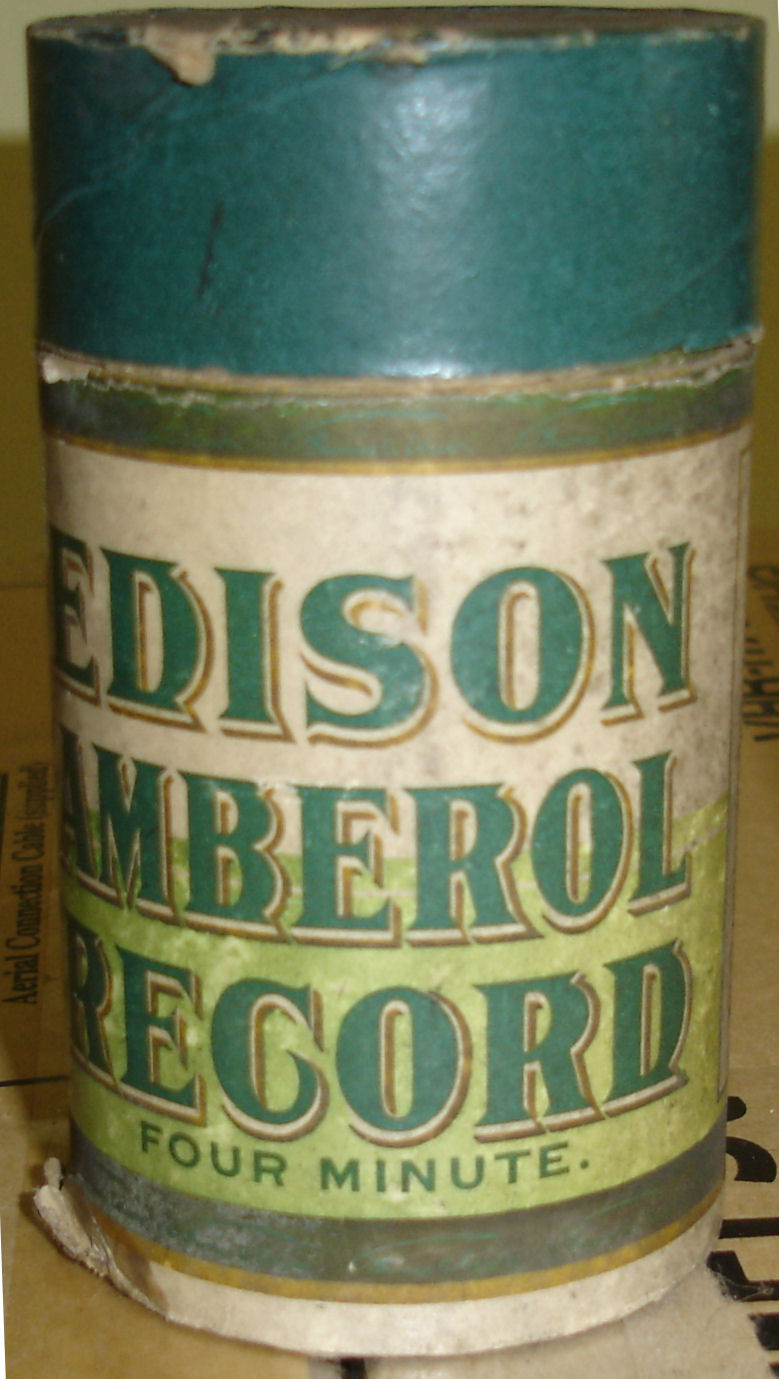 EDISON
AMBEROL
RECORD
FOUR MINUTE.
Aerial Connection Cable (supplied)